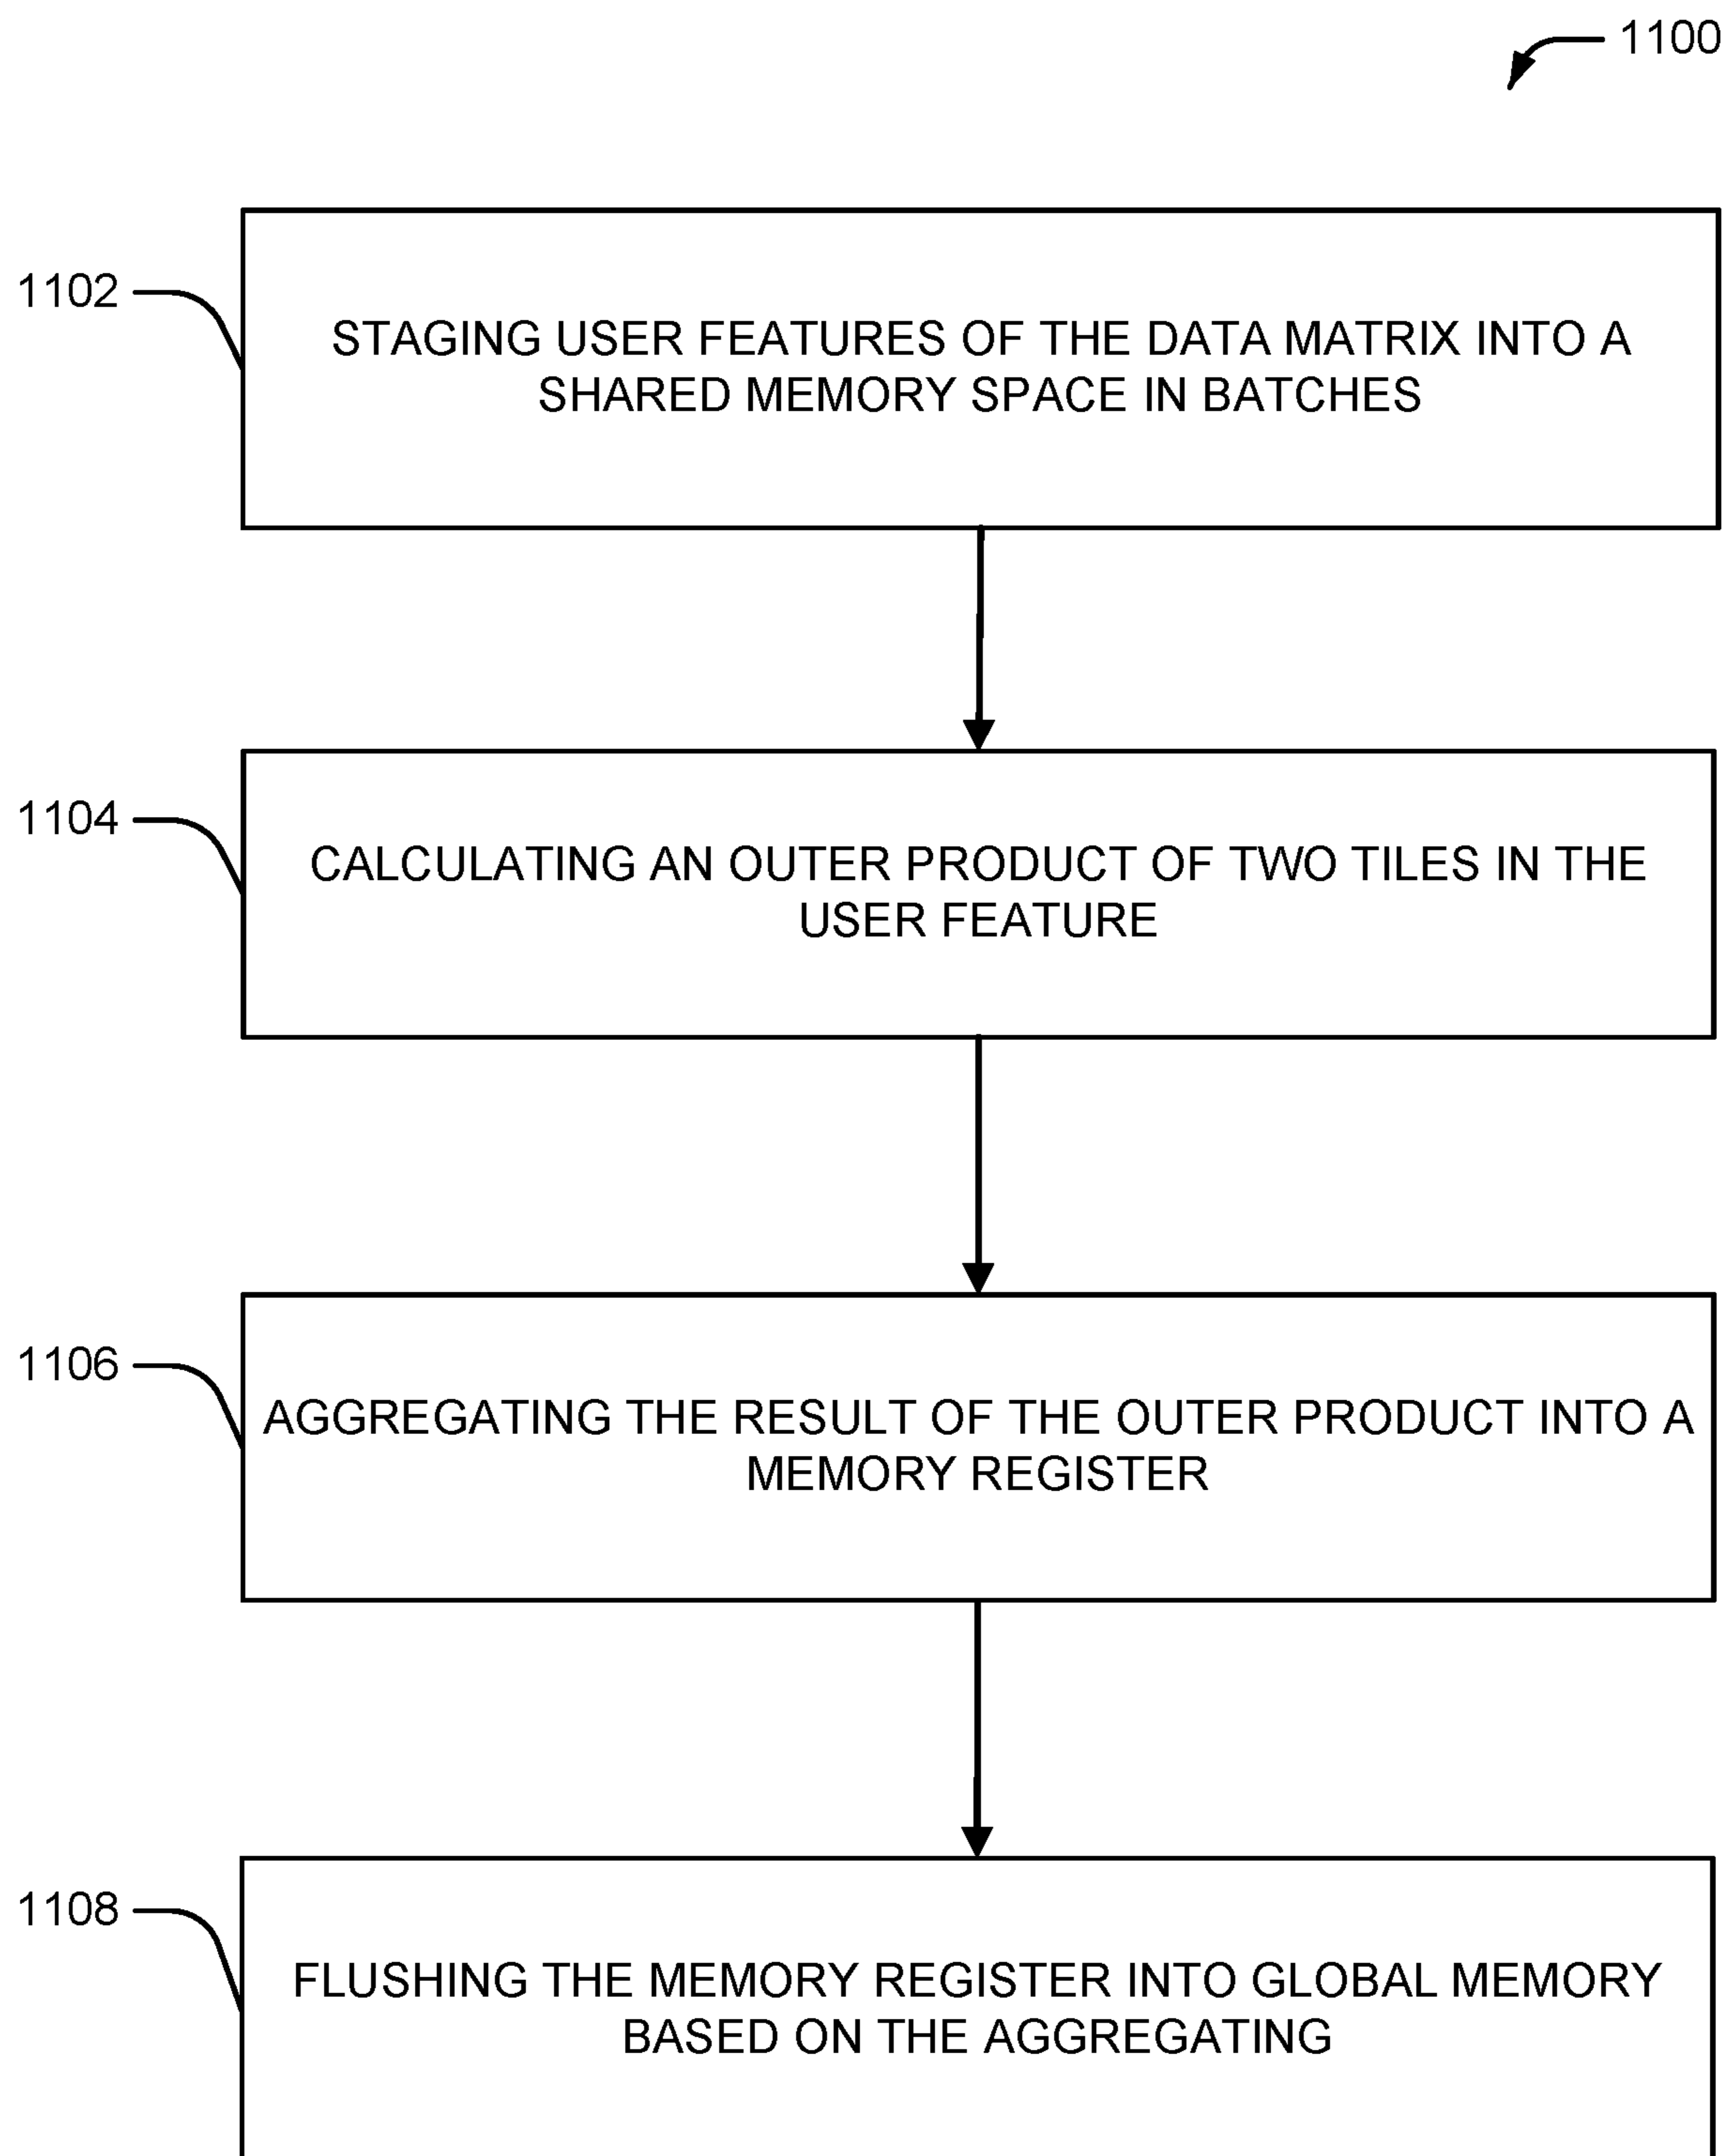 1100
1102
STAGING USER FEATURES OF THE DATA MATRIX INTO A
SHARED MEMORY SPACE IN BATCHES
1104
CALCULATING AN OUTER PRODUCT OF TWO TILES IN THE
USER FEATURE
1106
AGGREGATING THE RESULT OF THE OUTER PRODUCT INTO A
MEMORY REGISTER
1108
FLUSHING THE MEMORY REGISTER INTO GLOBAL MEMORY
BASED ON THE AGGREGATING